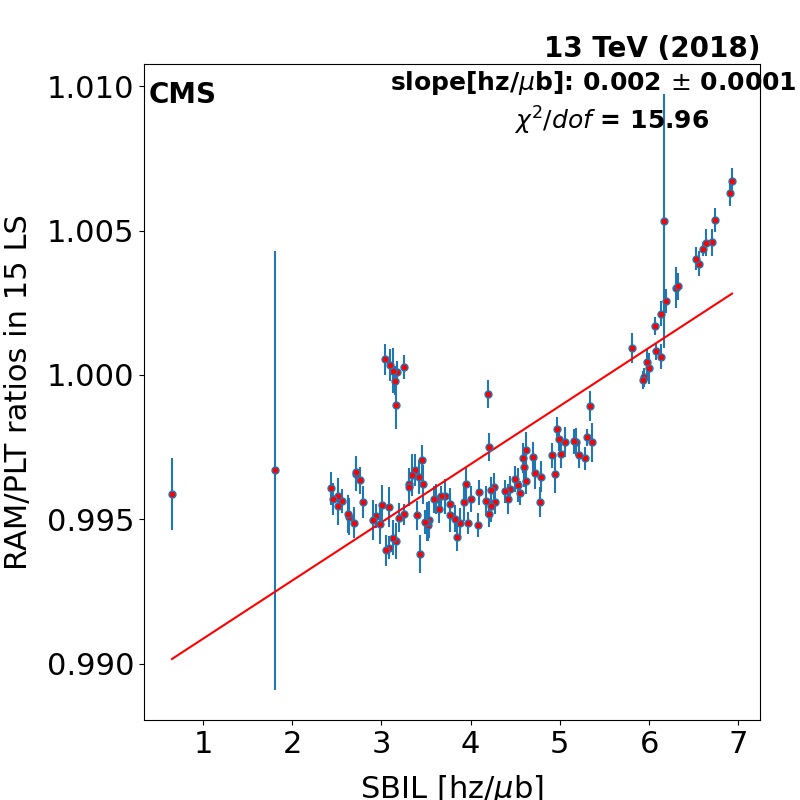 13 TeV (2018)
CMS
slope[hz/μb]: 0.002 ± 0.0001
χ²/dof = 15.96
RAM/PLT ratios in 15 LS
1.010
1.005
1.000
0.995
0.990
1 2 3 4 5 6 7
SBIL [hz/μb]